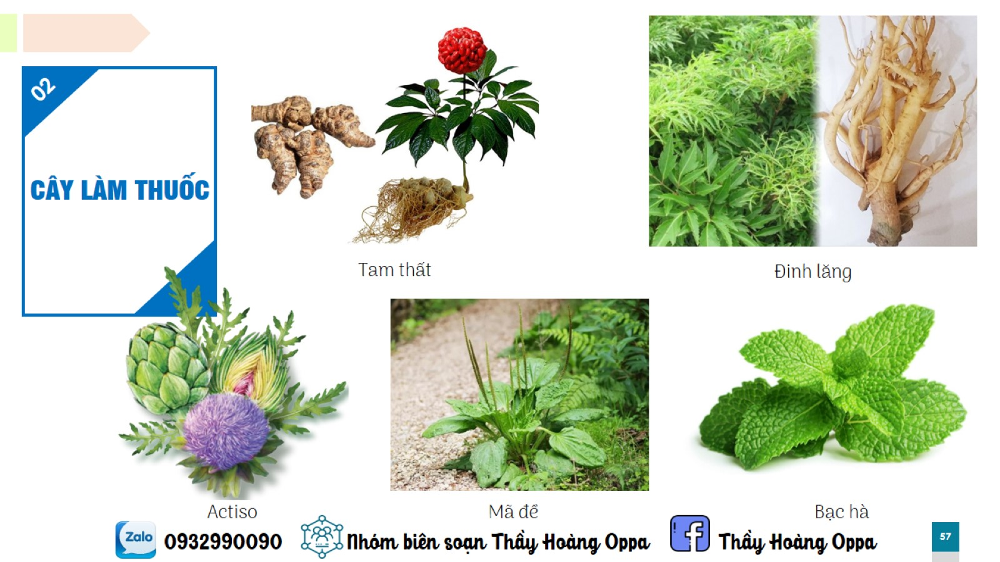 02
CÂY LÀM THUỐC
Tam thất
Đinh lăng
Actiso
Mã đề
Bạc hà
Zalo
0932990090
Nhóm biên soạn Thầy Hoàng Oppa
Thầy Hoàng Oppa
57